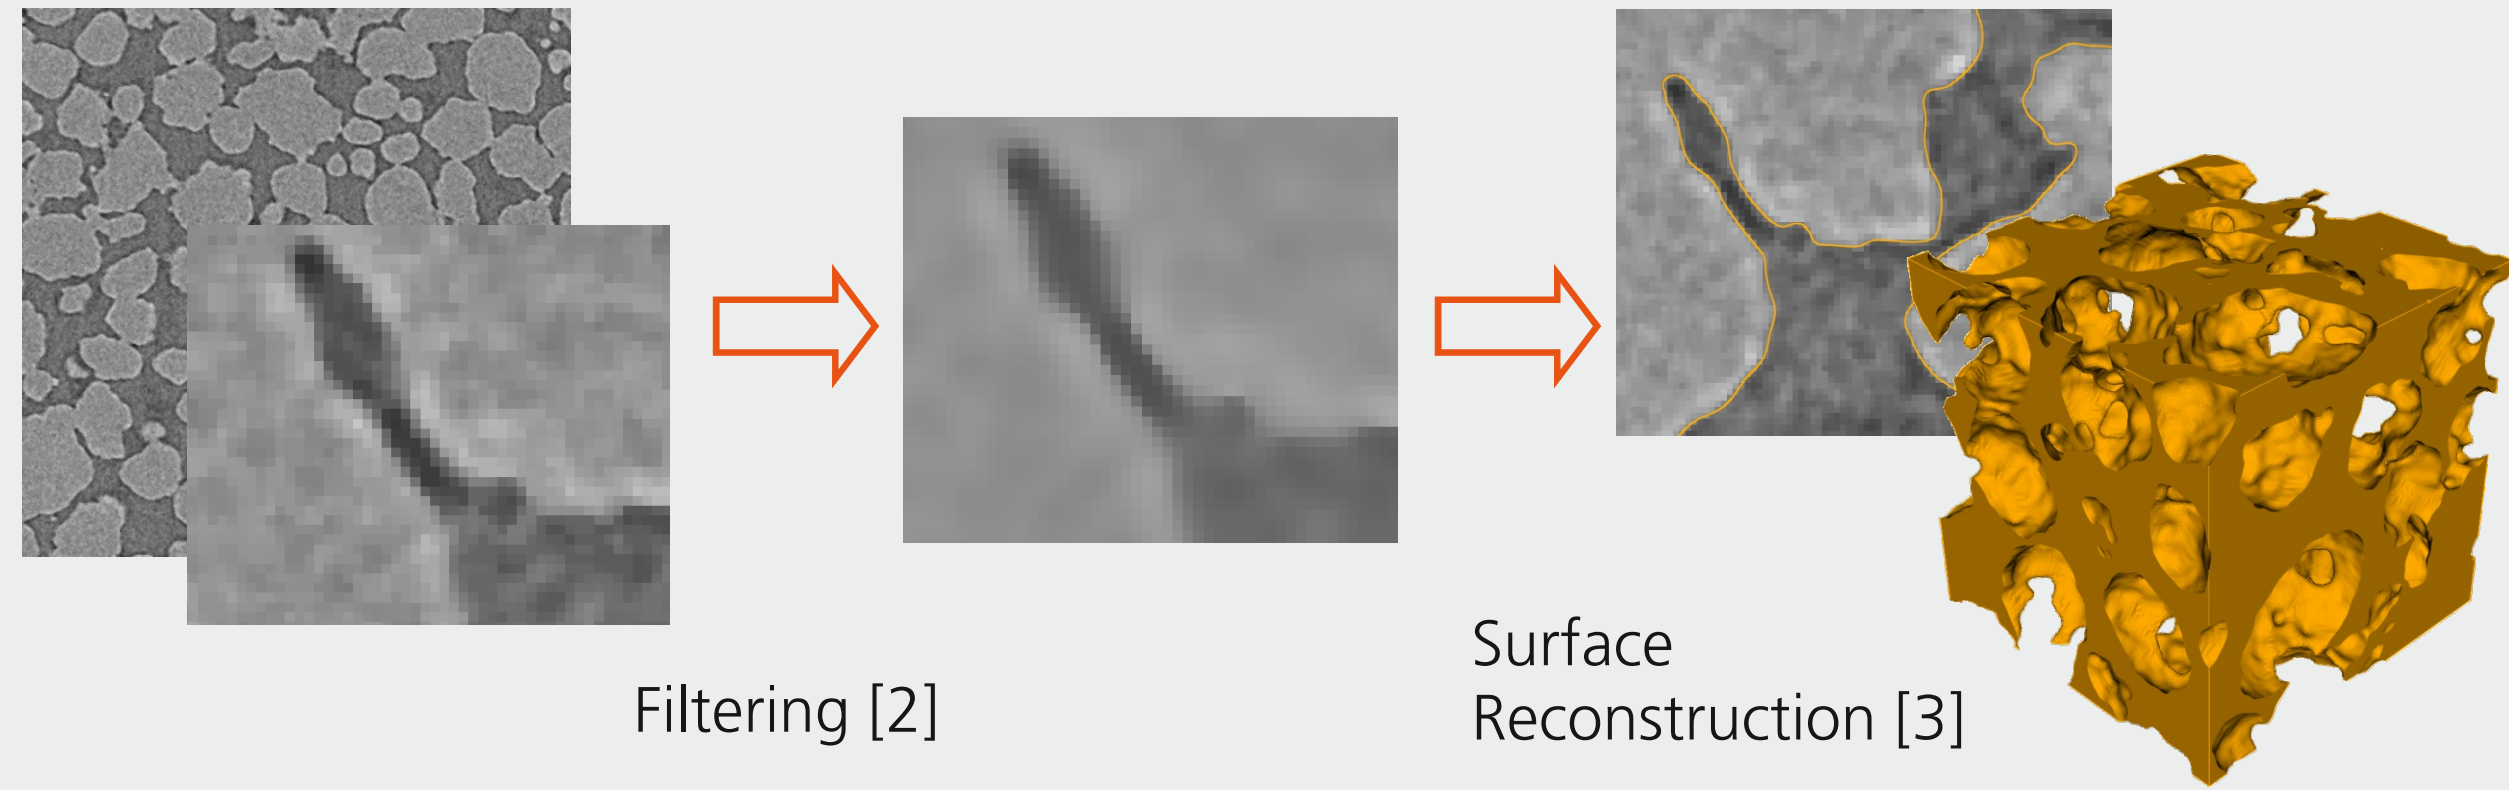 Filtering [2]
Surface
Reconstruction [3]